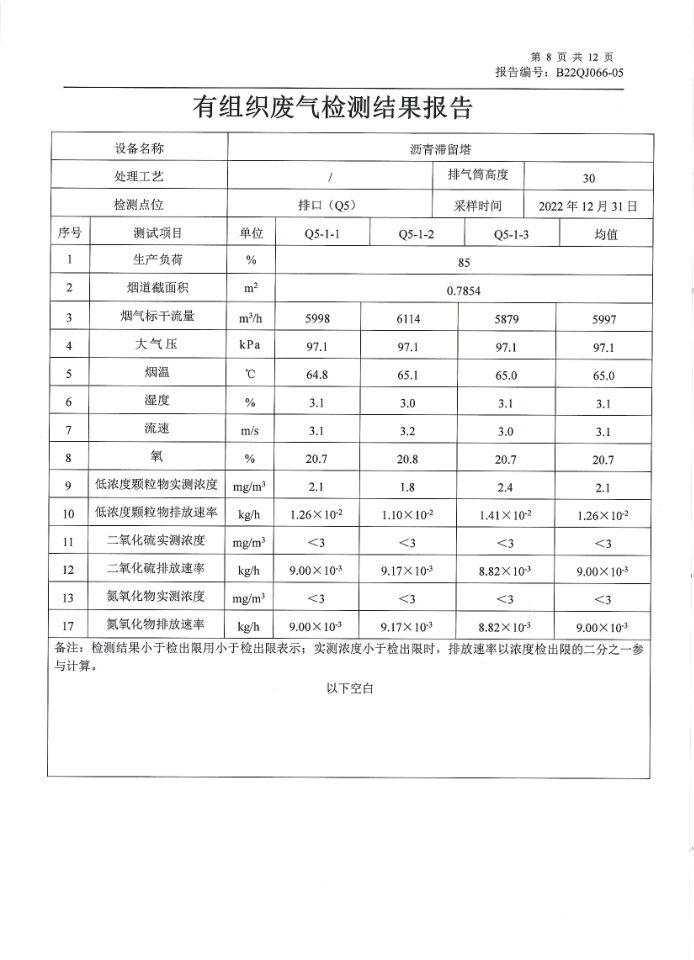 第 8 页 共 12 页
报告编号：B22QJ066-05
有组织废气检测结果报告
设备名称 沥青滞留塔
处理工艺 / 排气筒高度 30
检测点位 排口（Q5） 采样时间 2022 年 12 月 31 日
序号 测试项目 单位 Q5-1-1 Q5-1-2 Q5-1-3 均值
1 生产负荷 % 85
2 烟道截面积 m² 0.7854
3 烟气标干流量 m³/h 5998 6114 5879 5997
4 大气压 kPa 97.1 97.1 97.1 97.1
5 烟温 ℃ 64.8 65.1 65.0 65.0
6 湿度 % 3.1 3.0 3.1 3.1
7 流速 m/s 3.1 3.2 3.0 3.1
8 氧 % 20.7 20.8 20.7 20.7
9 低浓度颗粒物实测浓度 mg/m³ 2.1 1.8 2.4 2.1
10 低浓度颗粒物排放速率 kg/h 1.26×10⁻² 1.10×10⁻² 1.41×10⁻² 1.26×10⁻²
11 二氧化硫实测浓度 mg/m³ ＜3 ＜3 ＜3 ＜3
12 二氧化硫排放速率 kg/h 9.00×10⁻³ 9.17×10⁻³ 8.82×10⁻³ 9.00×10⁻³
13 氮氧化物实测浓度 mg/m³ ＜3 ＜3 ＜3 ＜3
17 氮氧化物排放速率 kg/h 9.00×10⁻³ 9.17×10⁻³ 8.82×10⁻³ 9.00×10⁻³
备注：检测结果小于检出限用小于检出限表示；实测浓度小于检出限时，排放速率以浓度检出限的二分之一参
与计算。
以下空白